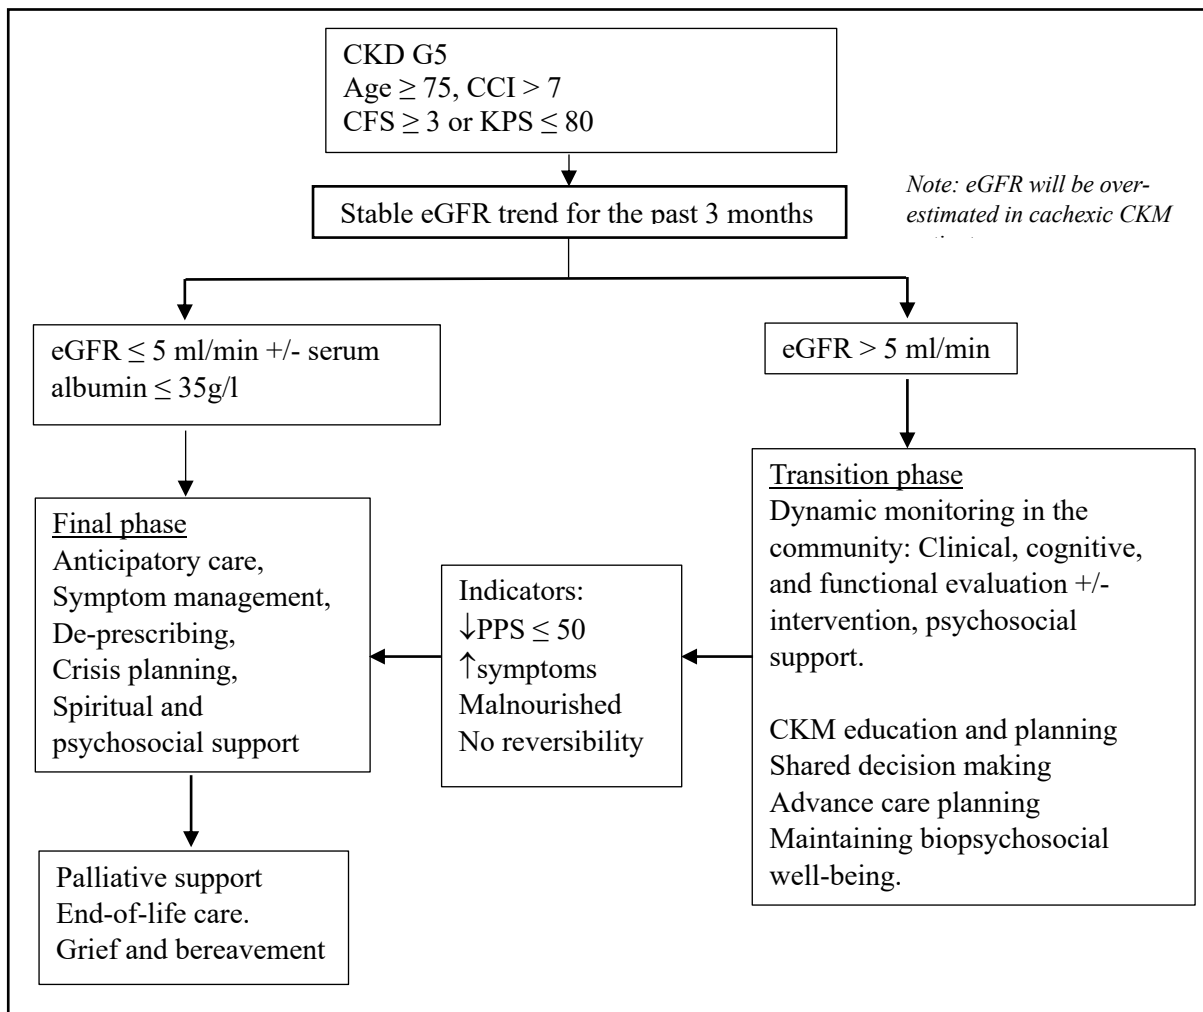 CKD G5
Age ≥ 75, CCI > 7
CFS ≥ 3 or KPS ≤ 80
Stable eGFR trend for the past 3 months
Note: eGFR will be over-
estimated in cachexic CKM
eGFR ≤ 5 ml/min +/- serum
albumin ≤ 35g/l
eGFR > 5 ml/min
Final phase
Anticipatory care,
Symptom management,
De-prescribing,
Crisis planning,
Spiritual and
psychosocial support
Indicators:
↓PPS ≤ 50
↑symptoms
Malnourished
No reversibility
Transition phase
Dynamic monitoring in the
community: Clinical, cognitive,
and functional evaluation +/-
intervention, psychosocial
support.
CKM education and planning
Shared decision making
Advance care planning
Maintaining biopsychosocial
well-being.
Palliative support
End-of-life care.
Grief and bereavement